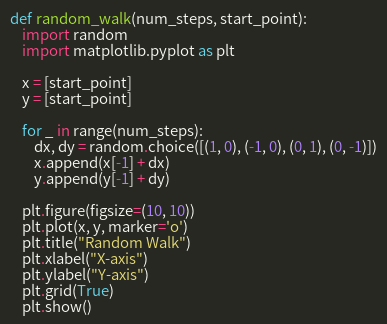 def random_walk(num_steps, start_point):
    import random
    import matplotlib.pyplot as plt

    x = [start_point]
    y = [start_point]

    for _ in range(num_steps):
        dx, dy = random.choice([(1, 0), (-1, 0), (0, 1), (0, -1)])
        x.append(x[-1] + dx)
        y.append(y[-1] + dy)

    plt.figure(figsize=(10, 10))
    plt.plot(x, y, marker='o')
    plt.title("Random Walk")
    plt.xlabel("X-axis")
    plt.ylabel("Y-axis")
    plt.grid(True)
    plt.show()